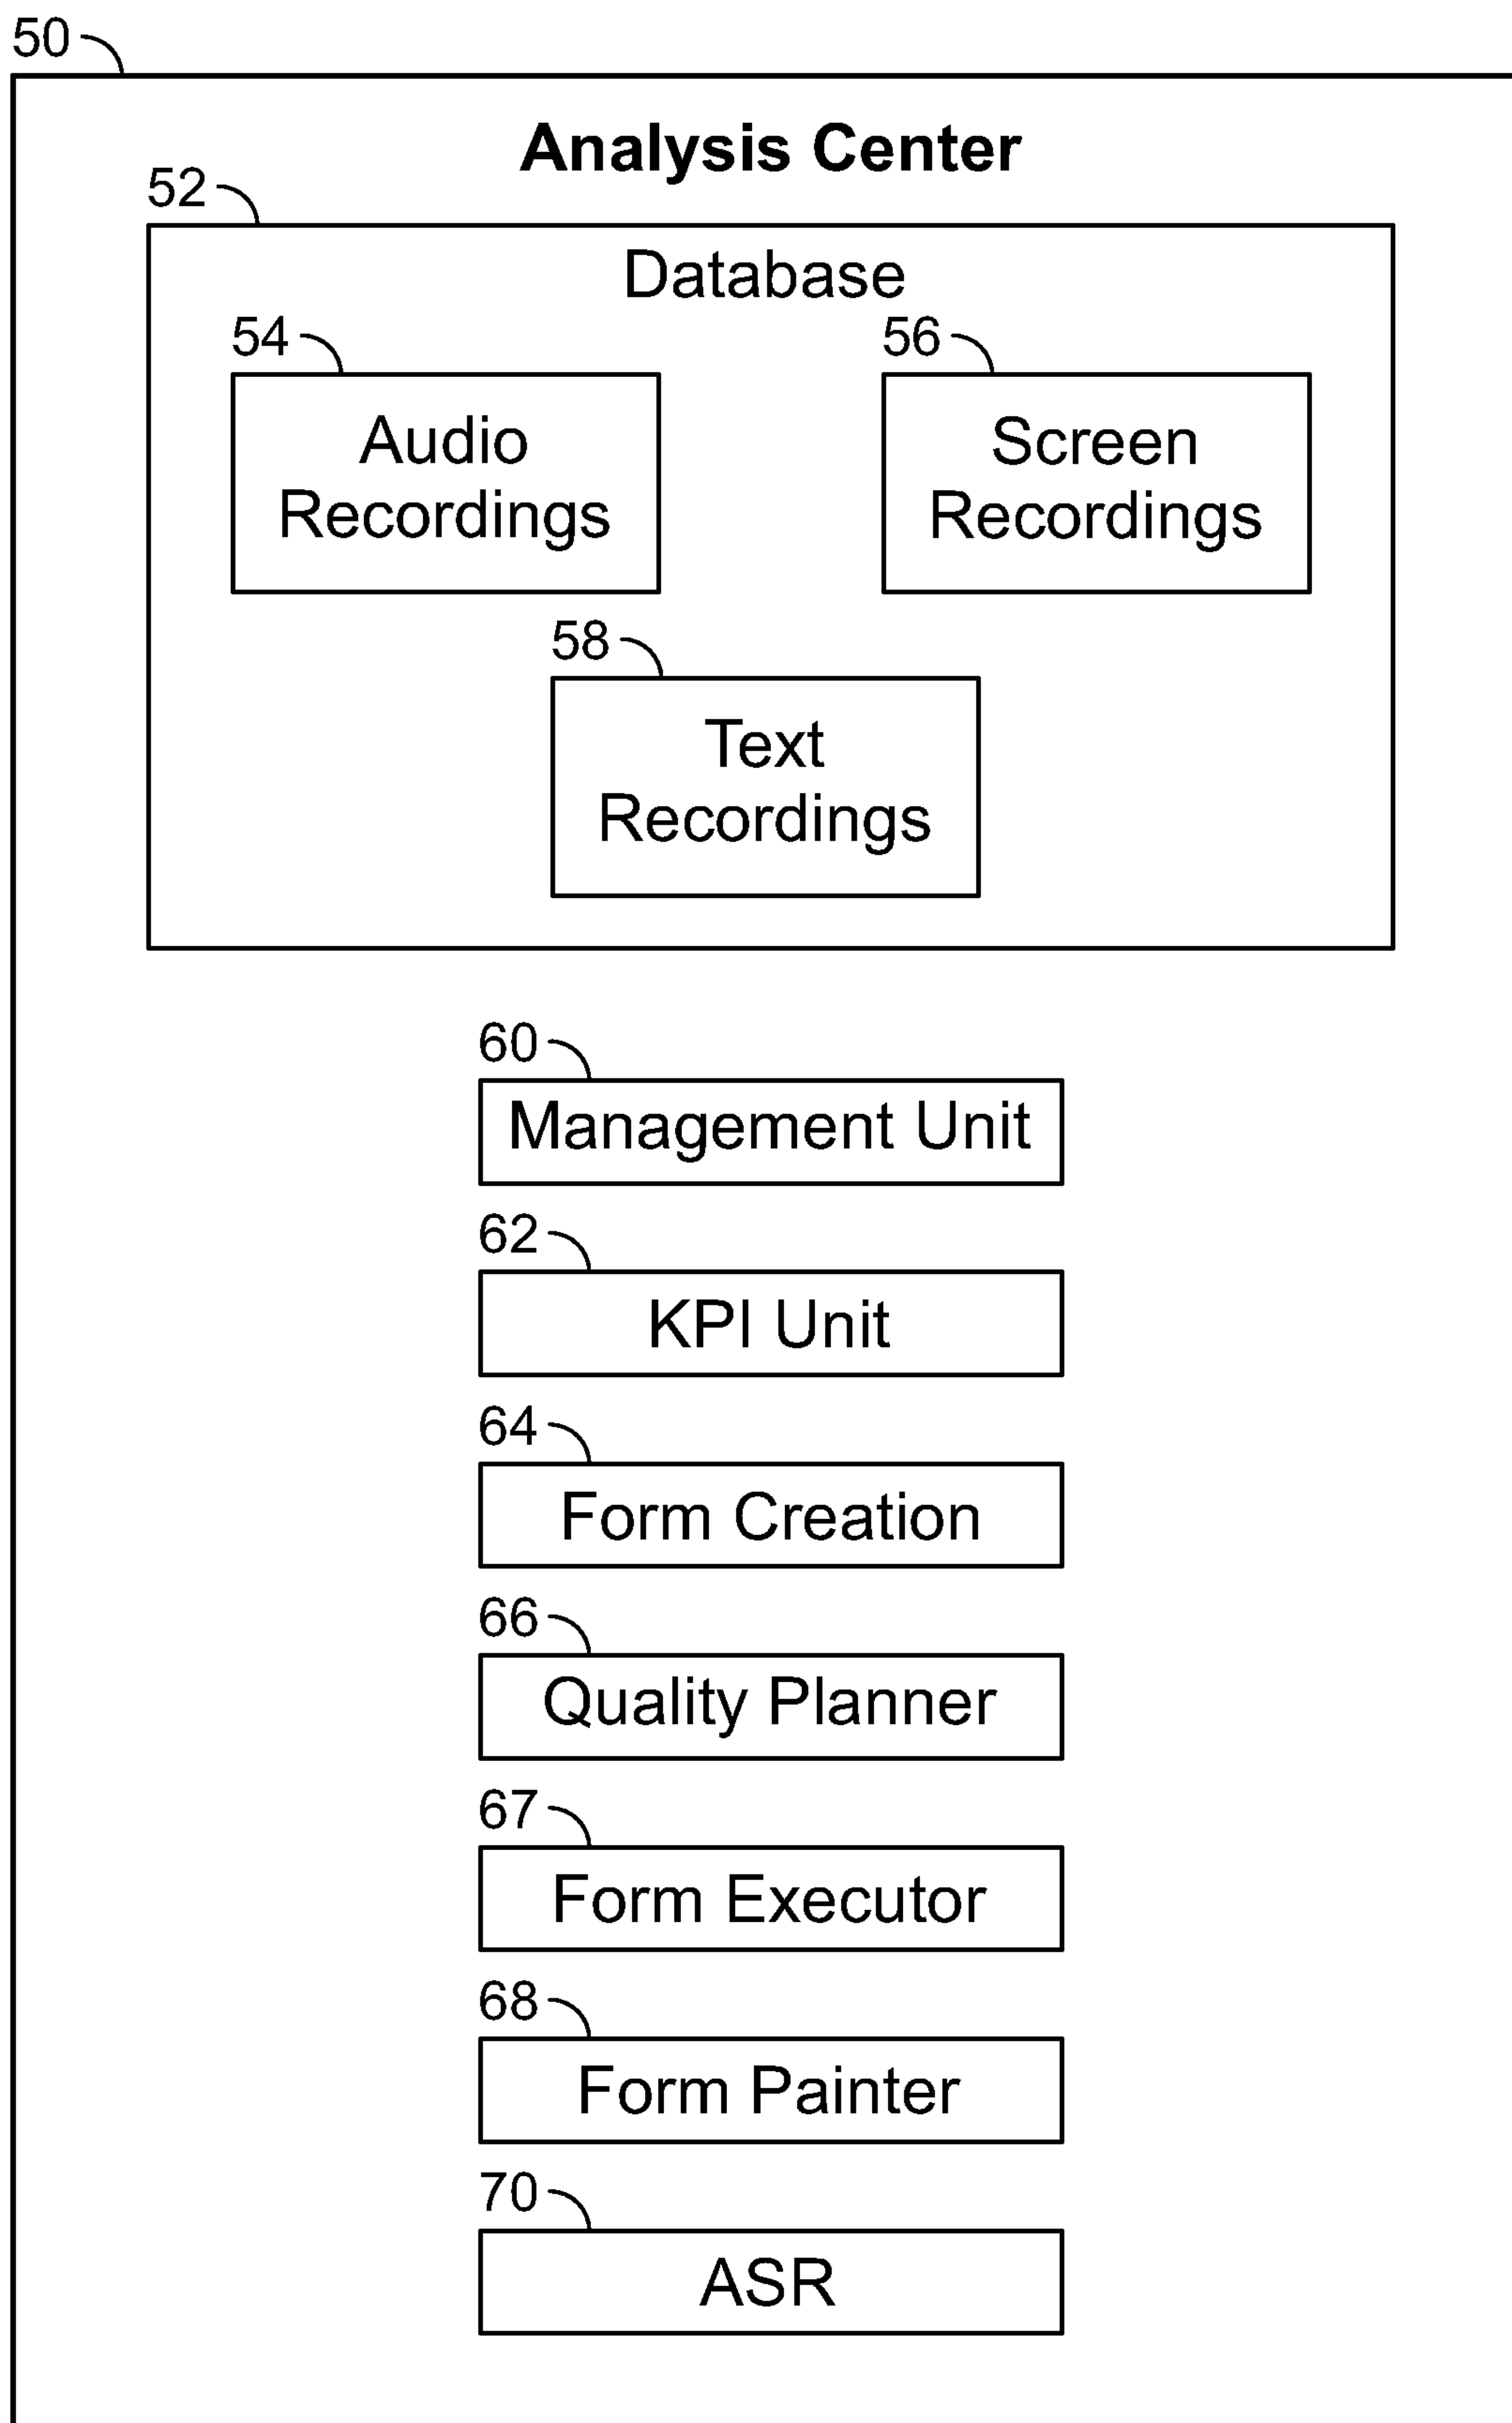 50
Analysis Center
52
Database
54
56
Audio
Recordings
Screen
Recordings
58
Text
Recordings
60
Management Unit
62
KPI Unit
64
Form Creation
66
Quality Planner
67
Form Executor
68
Form Painter
70
ASR